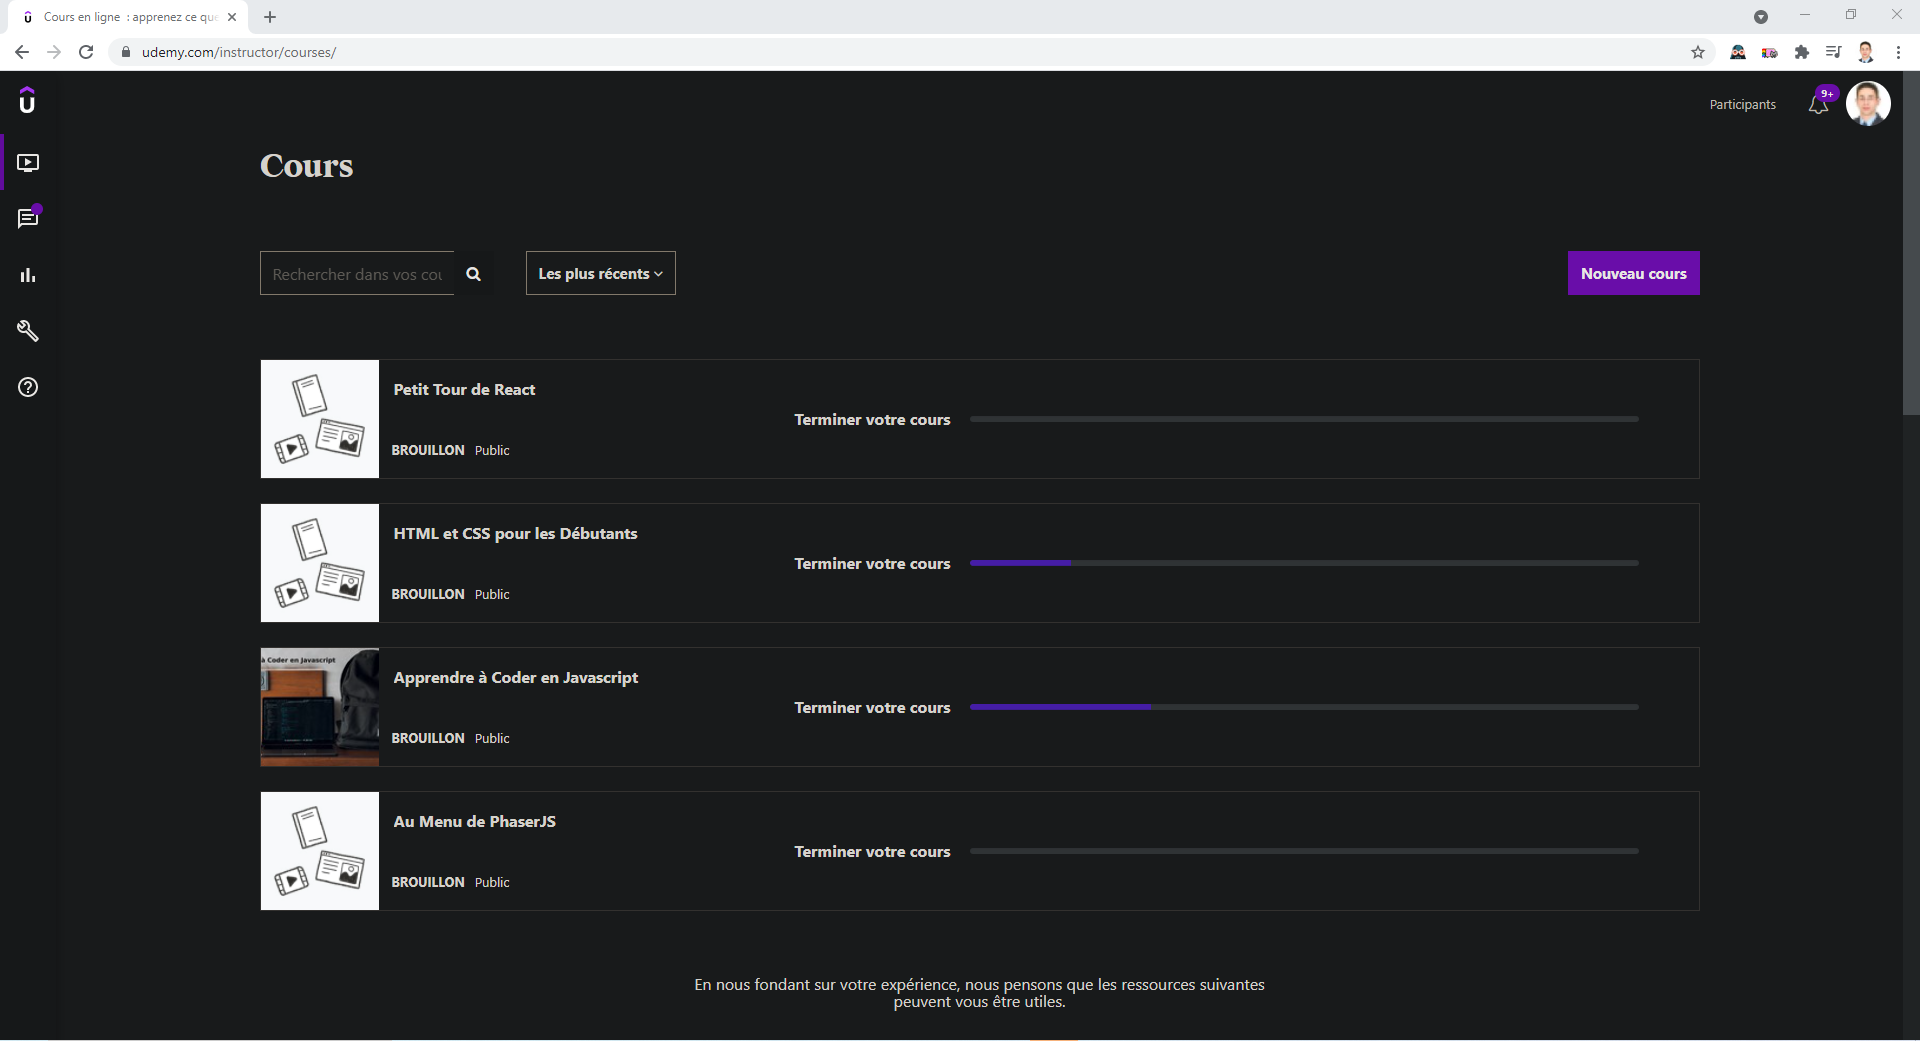 Cours en ligne : apprenez ce que
udemy.com/instructor/courses/
Participants
9+
Cours
Rechercher dans vos cou
Les plus récents
Nouveau cours
Petit Tour de React
Terminer votre cours
BROUILLON Public
HTML et CSS pour les Débutants
Terminer votre cours
BROUILLON Public
à Coder en Javascript
Apprendre à Coder en Javascript
Terminer votre cours
BROUILLON Public
Au Menu de PhaserJS
Terminer votre cours
BROUILLON Public
En nous fondant sur votre expérience, nous pensons que les ressources suivantes
peuvent vous être utiles.